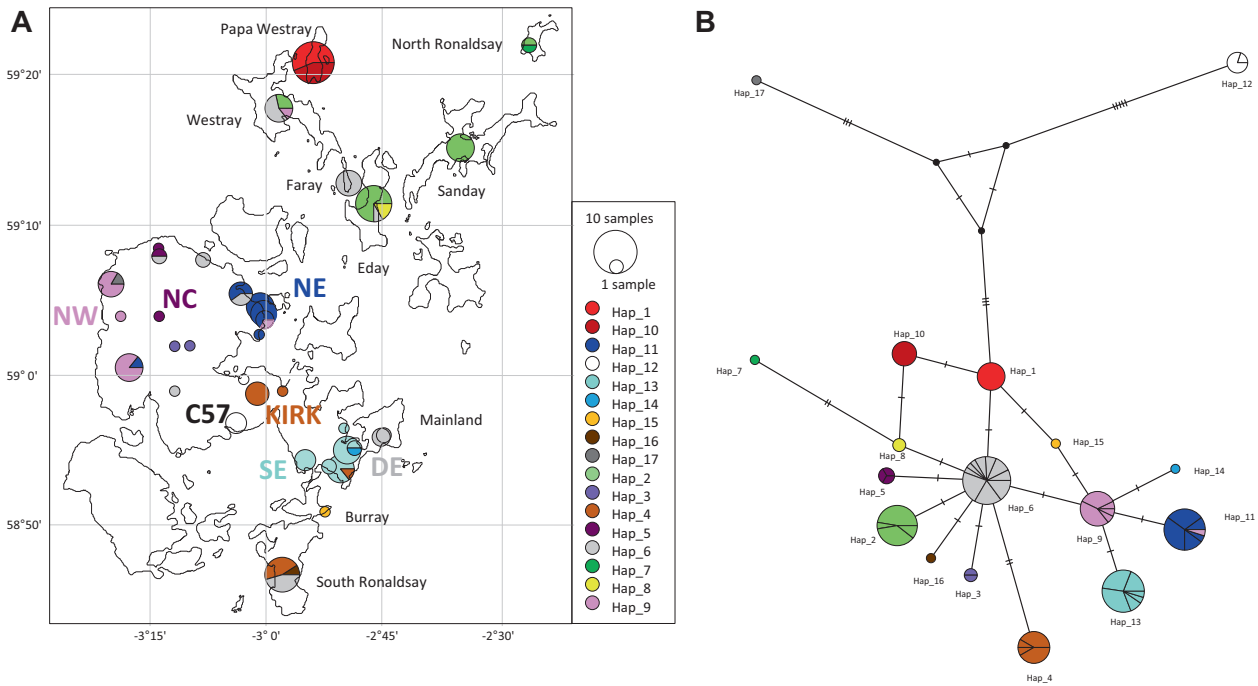 A
Papa Westray
North Ronaldsay
59°20'
Westray
Faray
Sanday
59°10'
Eday
NE
NC
NW
59°0'
C57
KIRK
Mainland
SE
DE
58°50'
Burray
South Ronaldsay
-3°15'
-3°0'
-2°45'
-2°30'
10 samples
1 sample
Hap_1
Hap_10
Hap_11
Hap_12
Hap_13
Hap_14
Hap_15
Hap_16
Hap_17
Hap_2
Hap_3
Hap_4
Hap_5
Hap_6
Hap_7
Hap_8
Hap_9
B
Hap_17
Hap_12
Hap_10
Hap_1
Hap_7
Hap_15
Hap_8
Hap_14
Hap_5
Hap_6
Hap_9
Hap_11
Hap_2
Hap_16
Hap_3
Hap_13
Hap_4